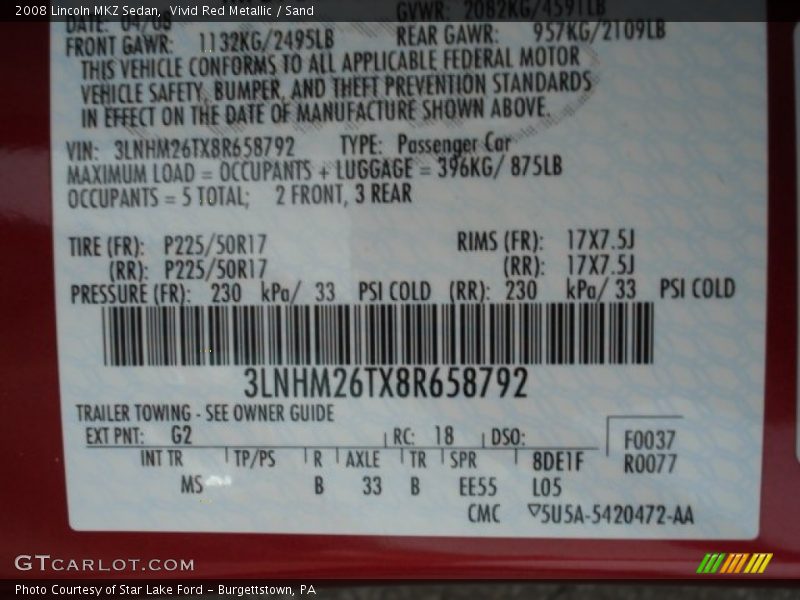 2008 Lincoln MKZ Sedan, Vivid Red Metallic / Sand
DATE: 04/08 GVWR: 2082KG/4591LB
FRONT GAWR: 1132KG/2495LB REAR GAWR: 957KG/2109LB
THIS VEHICLE CONFORMS TO ALL APPLICABLE FEDERAL MOTOR
VEHICLE SAFETY, BUMPER, AND THEFT PREVENTION STANDARDS
IN EFFECT ON THE DATE OF MANUFACTURE SHOWN ABOVE.
VIN: 3LNHM26TX8R658792 TYPE: Passenger Car
MAXIMUM LOAD = OCCUPANTS + LUGGAGE = 396KG/ 875LB
OCCUPANTS = 5 TOTAL; 2 FRONT, 3 REAR
TIRE (FR): P225/50R17 RIMS (FR): 17X7.5J
(RR): P225/50R17 (RR): 17X7.5J
PRESSURE (FR): 230 kPa/ 33 PSI COLD (RR): 230 kPa/ 33 PSI COLD
3LNHM26TX8R658792
TRAILER TOWING - SEE OWNER GUIDE
EXT PNT: G2 RC: 18 DSO: F0037
INT TR TP/PS R AXLE TR SPR 8DE1F R0077
MS B 33 B EE55 L05
CMC ▽5U5A-5420472-AA
GTCARLOT.COM
Photo Courtesy of Star Lake Ford - Burgettstown, PA